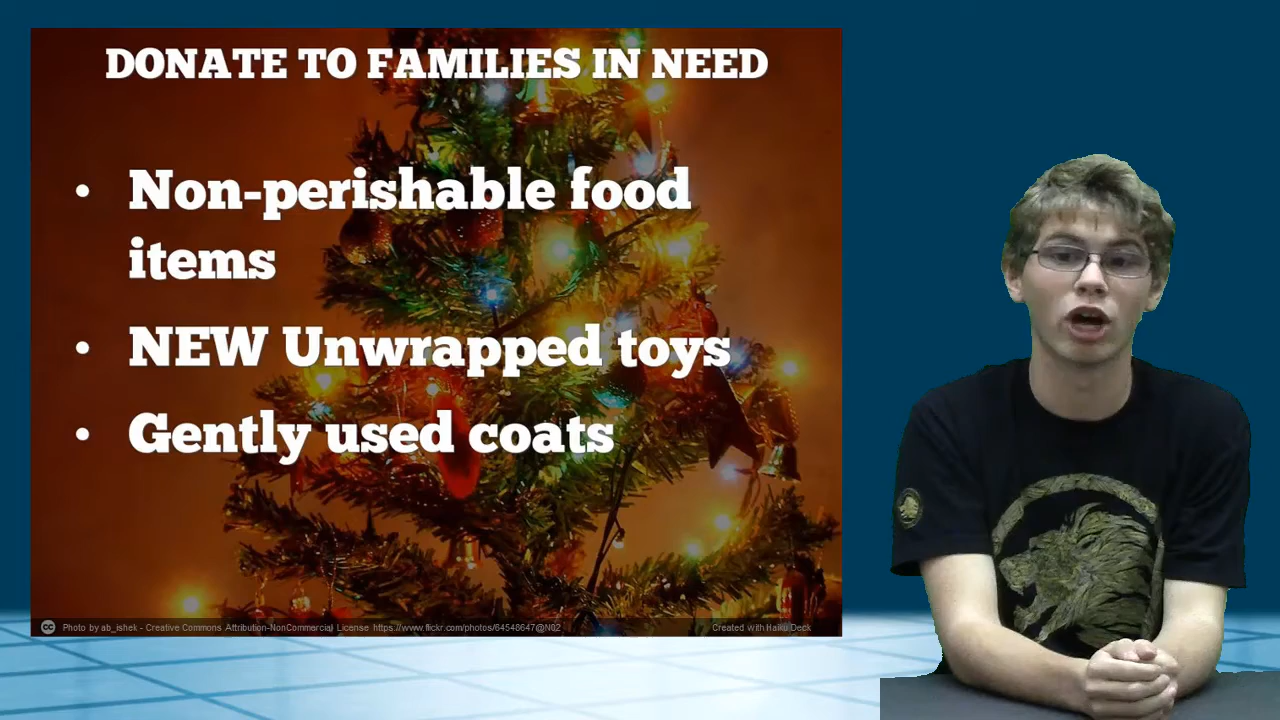 DONATE TO FAMILIES IN NEED
• Non-perishable food
items
• NEW Unwrapped toys
• Gently used coats
cc Photo by ab_ishek - Creative Commons Attribution-NonCommercial License https://www.flickr.com/photos/64548647@N02
Created with Haiku Deck